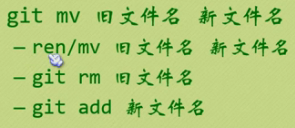 git mv 旧文件名 新文件名
– ren/mv 旧文件名 新文件名
– git rm 旧文件名
– git add 新文件名